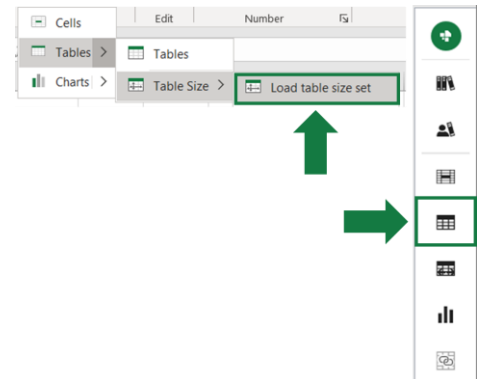 Cells
Edit
Number
Tables
Tables
Charts
Table Size
Load table size set